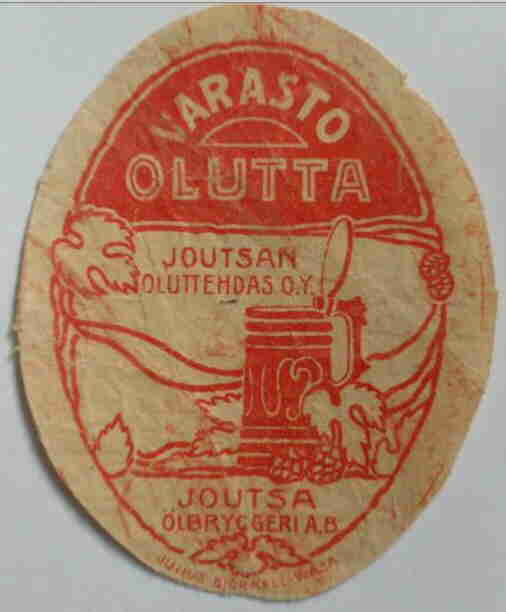 VARASTO
OLUTTA
JOUTSAN
OLUTTEHDAS O.Y.
JOUTSA
ÖLBRYGGERI A.B.